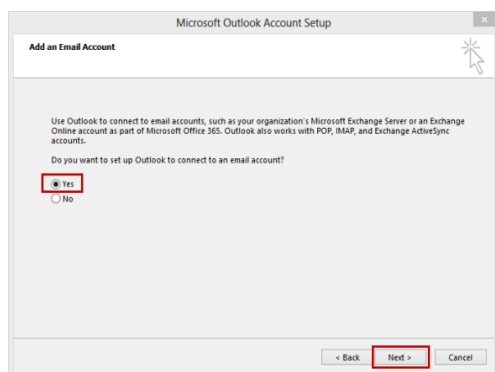 Microsoft Outlook Account Setup
×
Add an Email Account
Use Outlook to connect to email accounts, such as your organization's Microsoft Exchange Server or an Exchange
Online account as part of Microsoft Office 365. Outlook also works with POP, IMAP, and Exchange ActiveSync
accounts.
Do you want to set up Outlook to connect to an email account?
Yes
No
< Back Next > Cancel